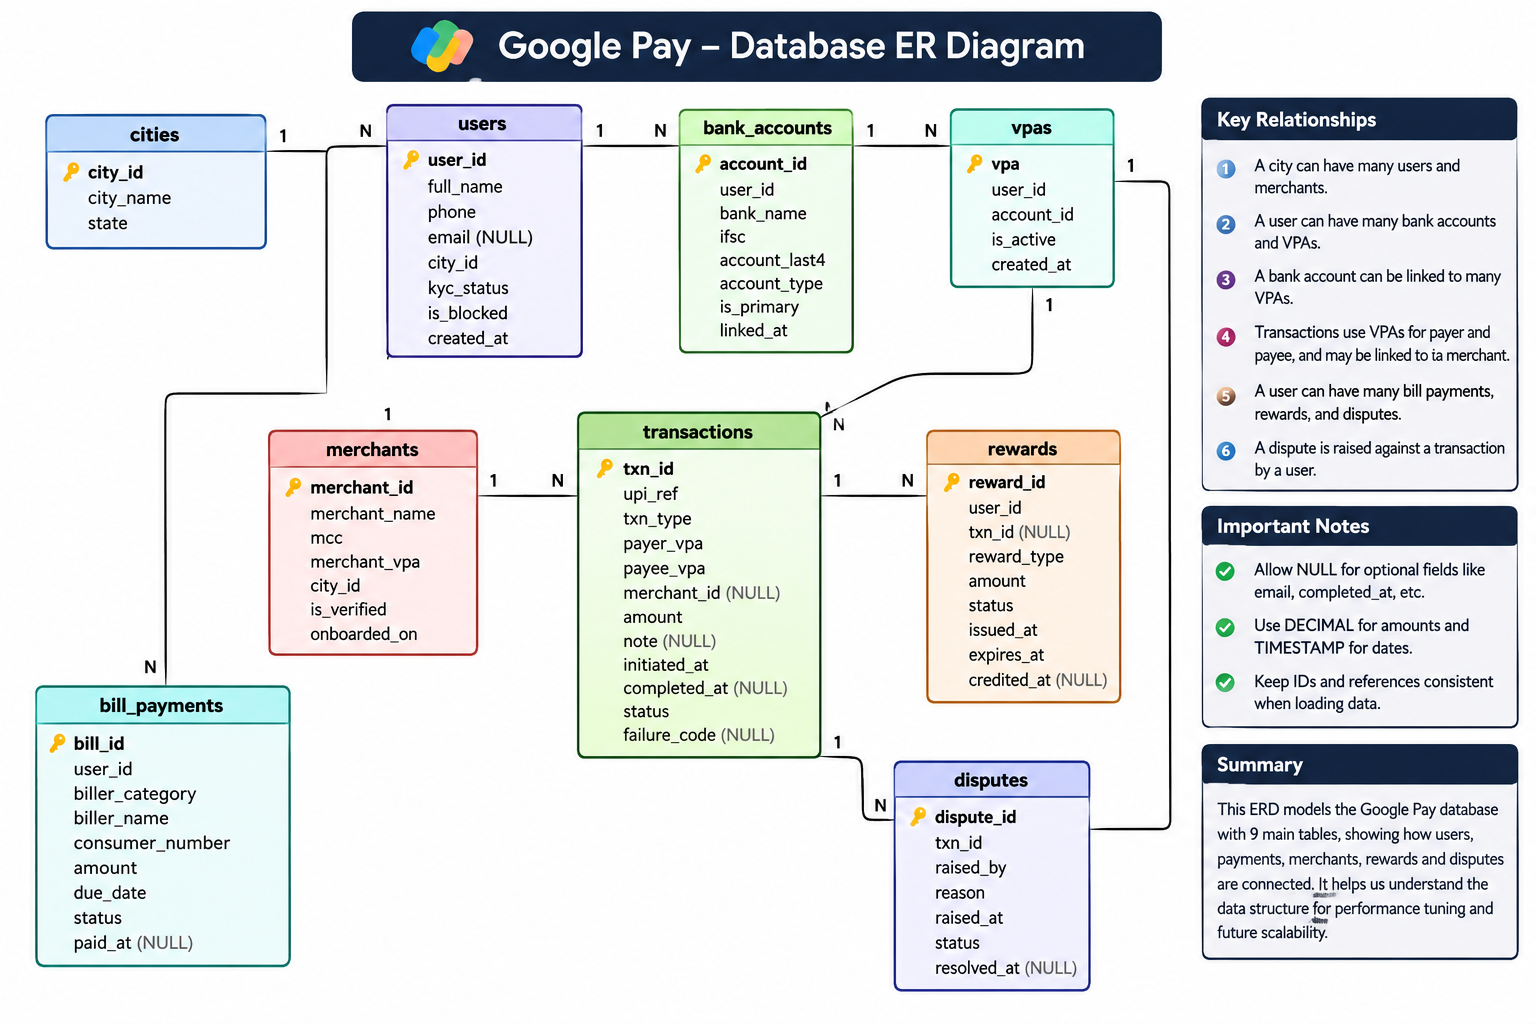 Google Pay – Database ER Diagram
cities
city_id
city_name
state
1
N
users
user_id
full_name
phone
email (NULL)
city_id
kyc_status
is_blocked
created_at
1
N
bank_accounts
account_id
user_id
bank_name
ifsc
account_last4
account_type
is_primary
linked_at
1
N
vpas
vpa
user_id
account_id
is_active
created_at
1
1
1
merchants
merchant_id
merchant_name
mcc
merchant_vpa
city_id
is_verified
onboarded_on
1
N
N
transactions
txn_id
upi_ref
txn_type
payer_vpa
payee_vpa
merchant_id (NULL)
amount
note (NULL)
initiated_at
completed_at (NULL)
status
failure_code (NULL)
1
N
rewards
reward_id
user_id
txn_id (NULL)
reward_type
amount
status
issued_at
expires_at
credited_at (NULL)
N
bill_payments
bill_id
user_id
biller_category
biller_name
consumer_number
amount
due_date
status
paid_at (NULL)
1
N
disputes
dispute_id
txn_id
raised_by
reason
raised_at
status
resolved_at (NULL)
Key Relationships
1 A city can have many users and
merchants.
2 A user can have many bank accounts
and VPAs.
3 A bank account can be linked to many
VPAs.
4 Transactions use VPAs for payer and
payee, and may be linked to ia merchant.
5 A user can have many bill payments,
rewards, and disputes.
6 A dispute is raised against a transaction
by a user.
Important Notes
Allow NULL for optional fields like
email, completed_at, etc.
Use DECIMAL for amounts and
TIMESTAMP for dates.
Keep IDs and references consistent
when loading data.
Summary
This ERD models the Google Pay database
with 9 main tables, showing how users,
payments, merchants, rewards and disputes
are connected. It helps us understand the
data structure for performance tuning and
future scalability.